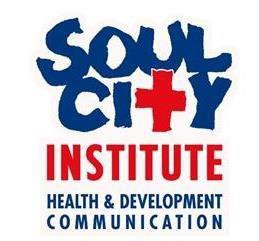 SOUL
CITY
INSTITUTE
HEALTH & DEVELOPMENT
COMMUNICATION